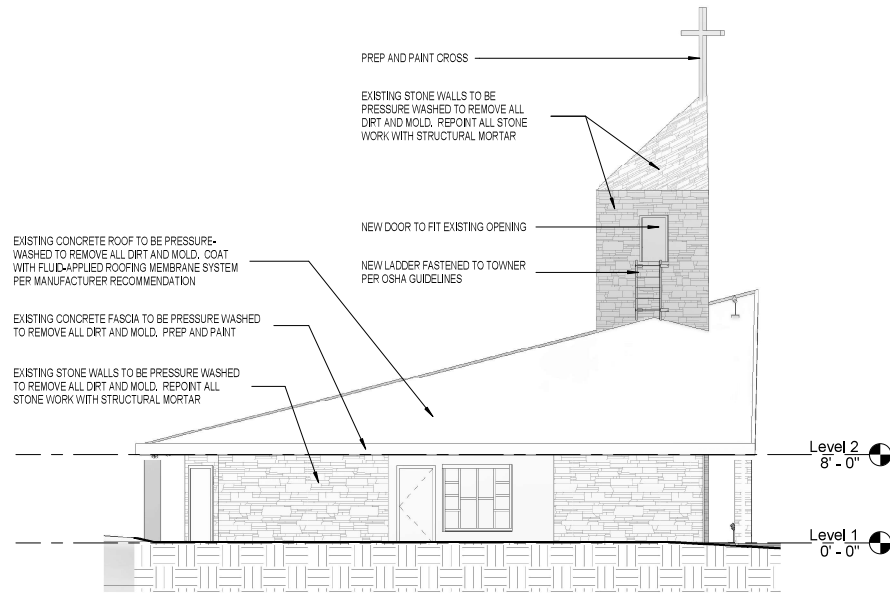 PREP AND PAINT CROSS
EXISTING STONE WALLS TO BE
PRESSURE WASHED TO REMOVE ALL
DIRT AND MOLD. REPOINT ALL STONE
WORK WITH STRUCTURAL MORTAR
NEW DOOR TO FIT EXISTING OPENING
NEW LADDER FASTENED TO TOWNER
PER OSHA GUIDELINES
EXISTING CONCRETE ROOF TO BE PRESSURE-
WASHED TO REMOVE ALL DIRT AND MOLD. COAT
WITH FLUID-APPLIED ROOFING MEMBRANE SYSTEM
PER MANUFACTURER RECOMMENDATION
EXISTING CONCRETE FASCIA TO BE PRESSURE WASHED
TO REMOVE ALL DIRT AND MOLD. PREP AND PAINT
EXISTING STONE WALLS TO BE PRESSURE WASHED
TO REMOVE ALL DIRT AND MOLD. REPOINT ALL
STONE WORK WITH STRUCTURAL MORTAR
Level 2
8' - 0"
Level 1
0' - 0"